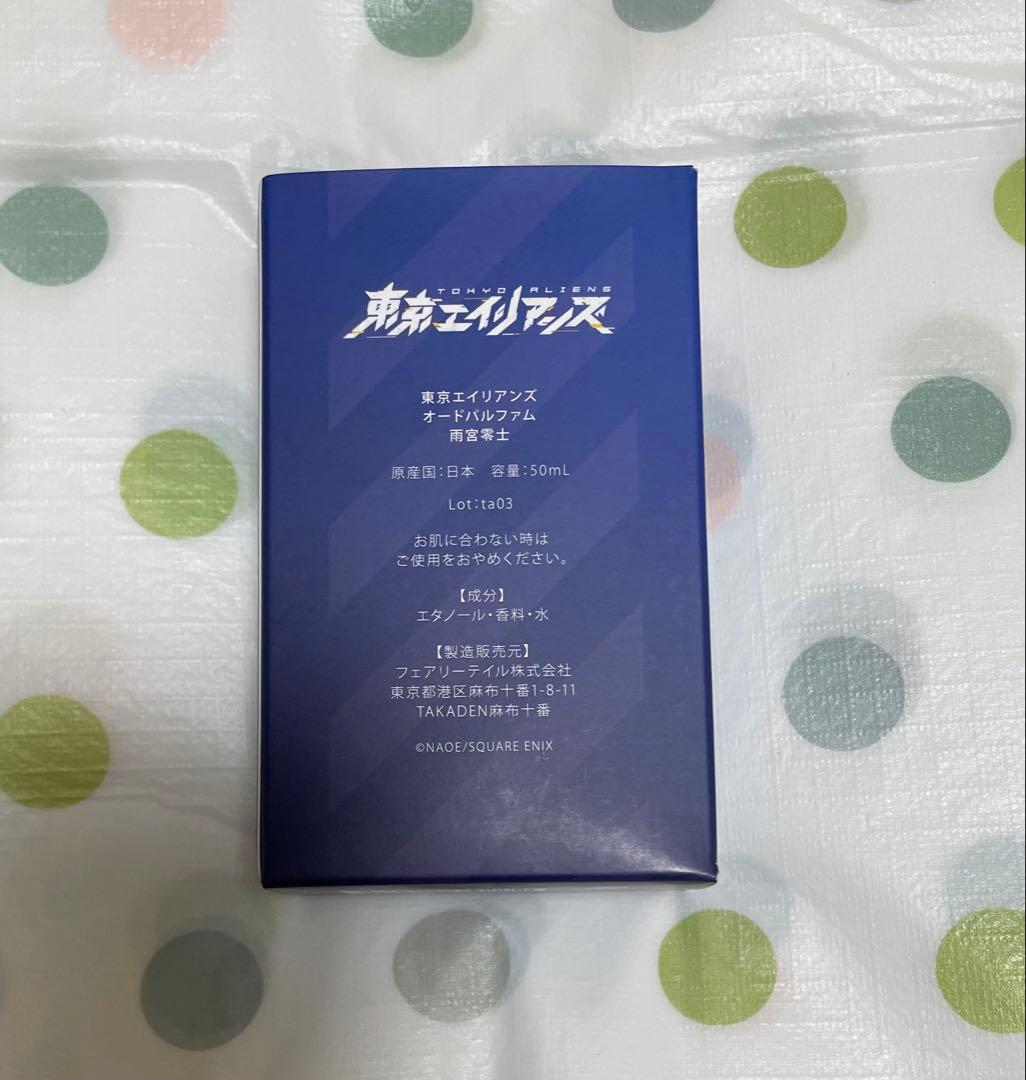 TOKYO ALIENS
東京エイリアンズ
東京エイリアンズ
オードパルファム
雨宮零士
原産国:日本　容量:50mL
Lot:ta03
お肌に合わない時は
ご使用をおやめください。
【成分】
エタノール・香料・水
【製造販売元】
フェアリーテイル株式会社
東京都港区麻布十番1-8-11
TAKADEN麻布十番
©NAOE/SQUARE ENIX